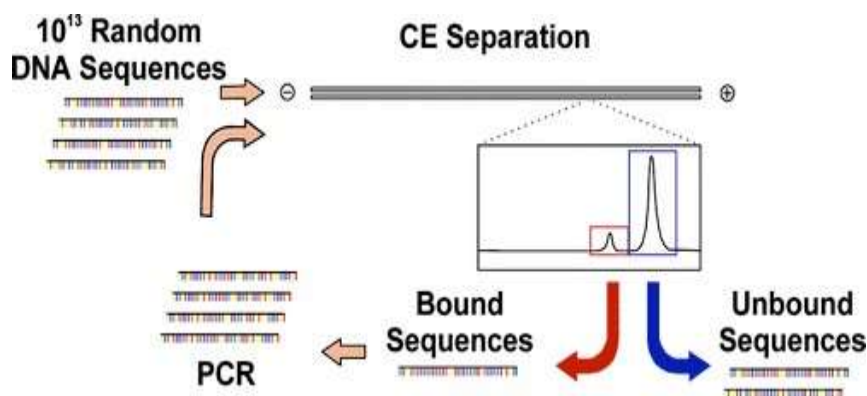 10¹³ Random
DNA Sequences
CE Separation
⊖
⊕
Bound
Sequences
Unbound
Sequences
PCR